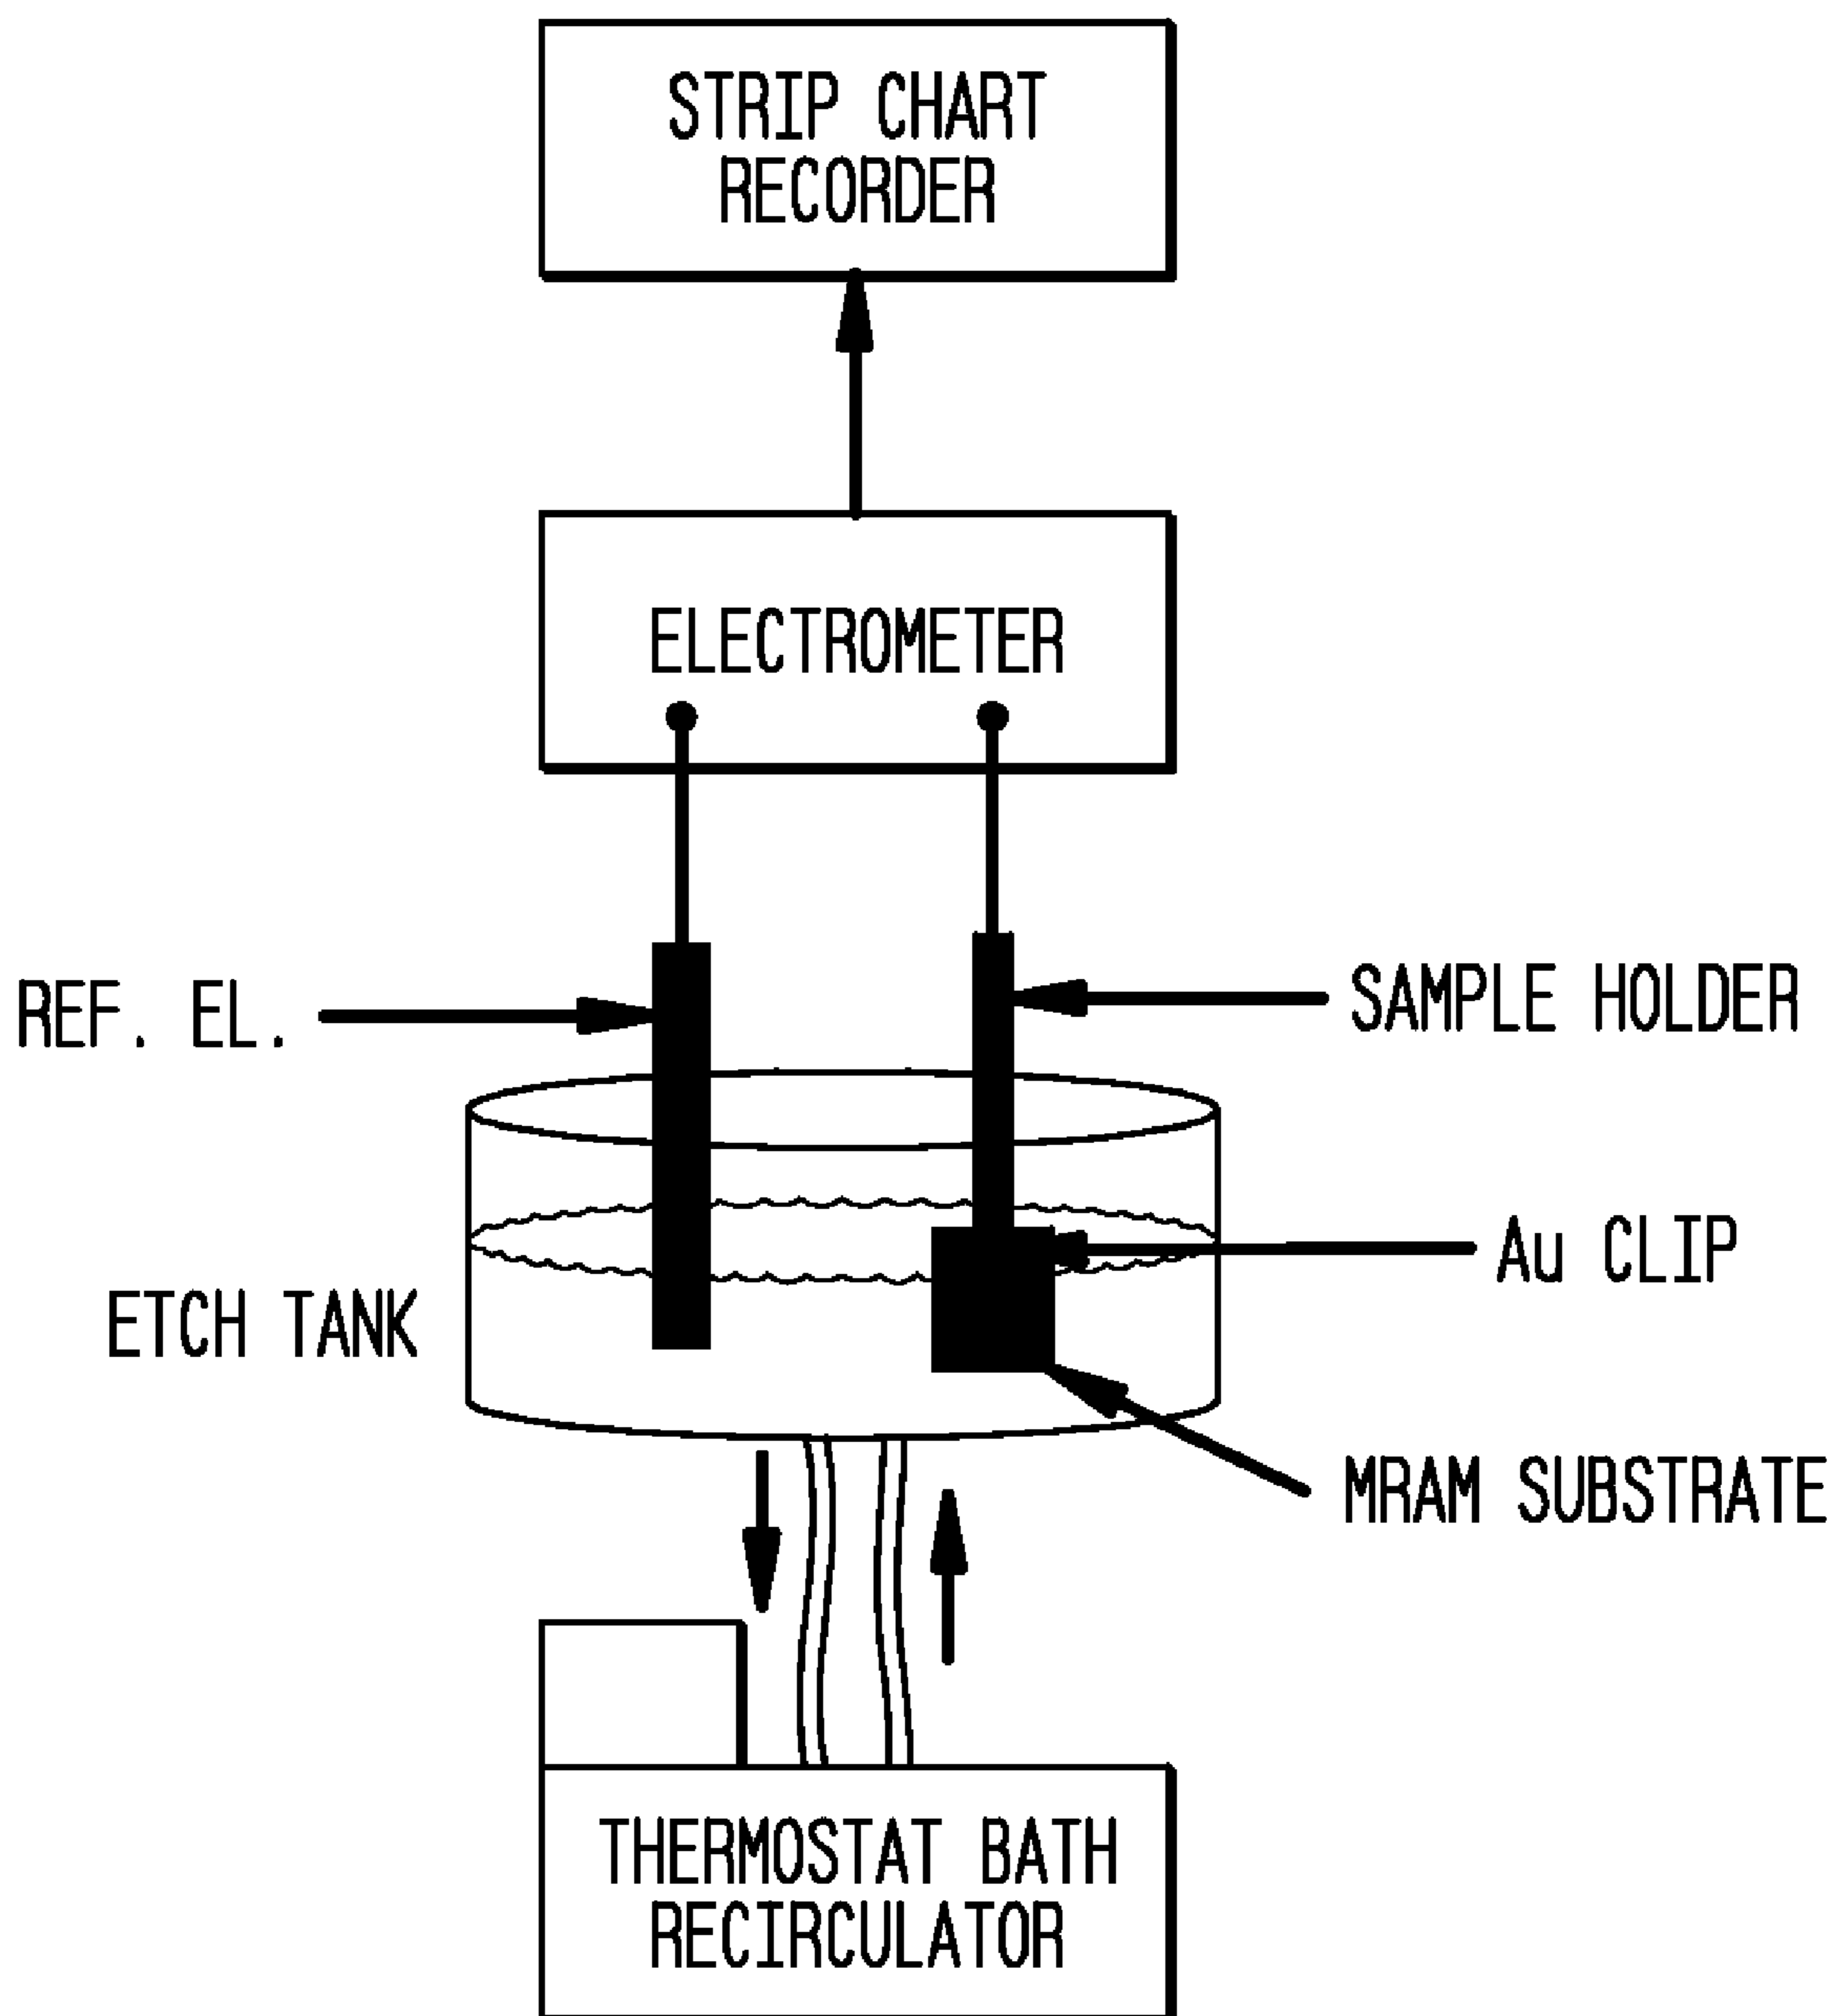 STRIP CHART
RECORDER
ELECTROMETER
REF. EL.
SAMPLE HOLDER
Au CLIP
ETCH TANK
MRAM SUBSTRATE
THERMOSTAT BATH
RECIRCULATOR